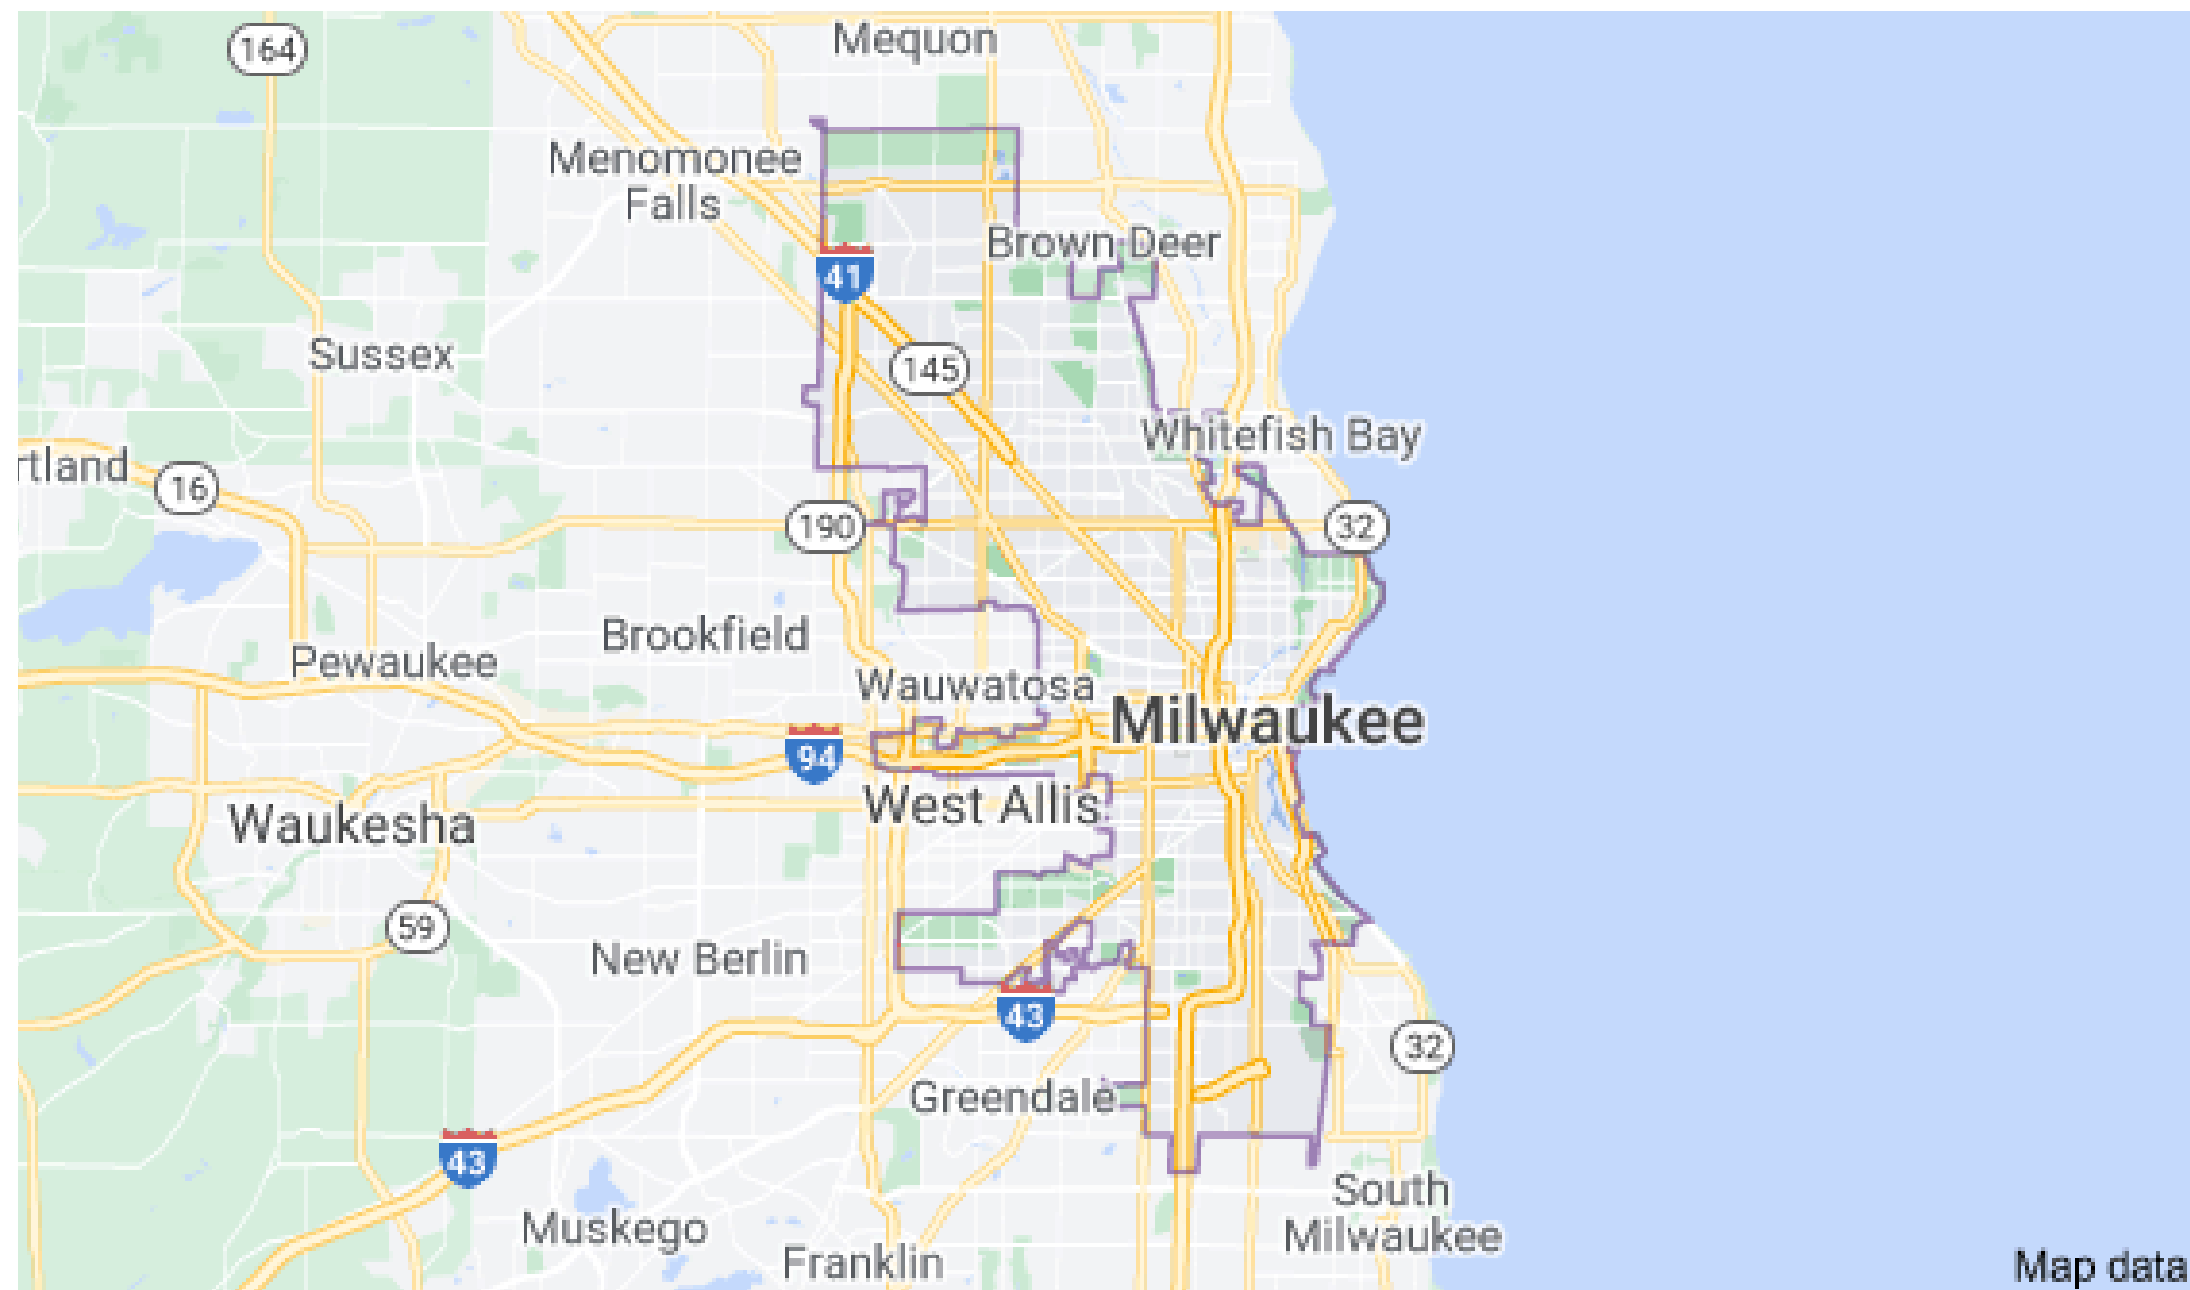 164
Mequon
Menomonee
Falls
Brown Deer
41
145
Sussex
Whitefish Bay
rtland
16
190
32
Brookfield
Pewaukee
Wauwatosa
Milwaukee
94
West Allis
Waukesha
59
New Berlin
43
32
Greendale
43
South
Milwaukee
Muskego
Franklin
Map data